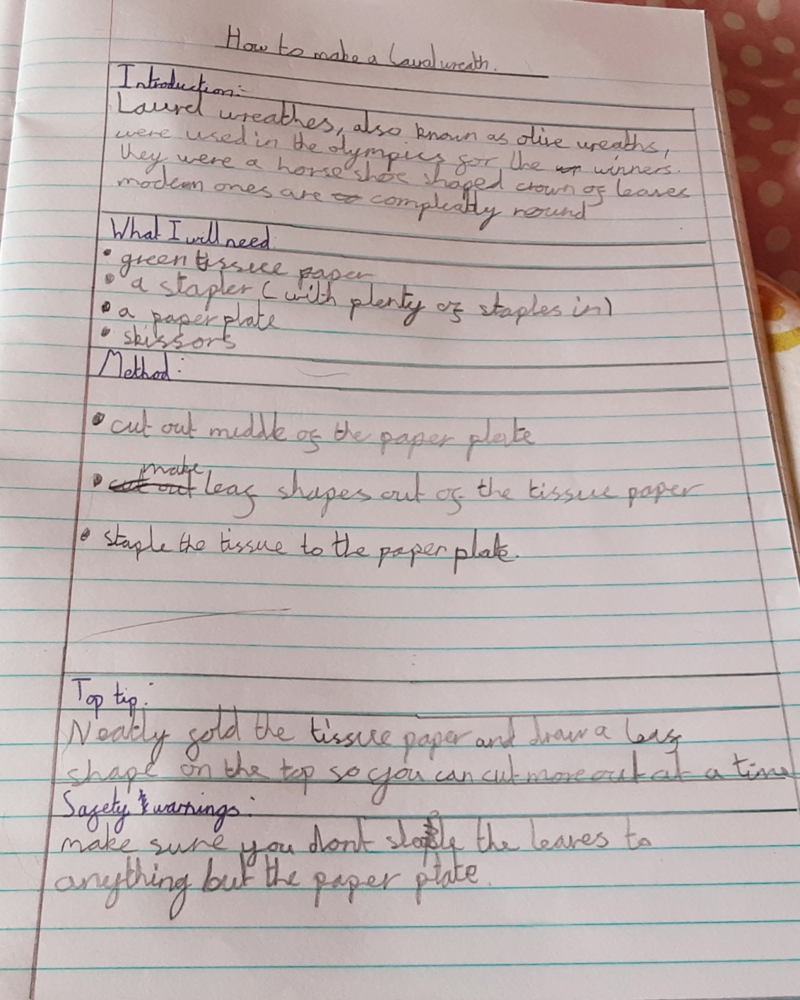 How to make a Laurel wreath.
Introduction:-
Laurel wreathes, also known as olive wreaths,
were used in the olympics for the winners.
they were a horse shoe shaped crown of leaves
modern ones are compleatly round
What I will need:
• green tissue paper
• a stapler (with plenty of staples in)
• a paper plate
• skissors
Method:
• cut out middle of the paper plate
make
• cut out leaf shapes out of the tissue paper
• staple the tissue to the paper plate.
Top tip:
Neatly fold the tissue paper and draw a leaf
shape on the top so you can cut more out at a time
Safety warnings:
make sure you dont staple the leaves to
anything but the paper plate.